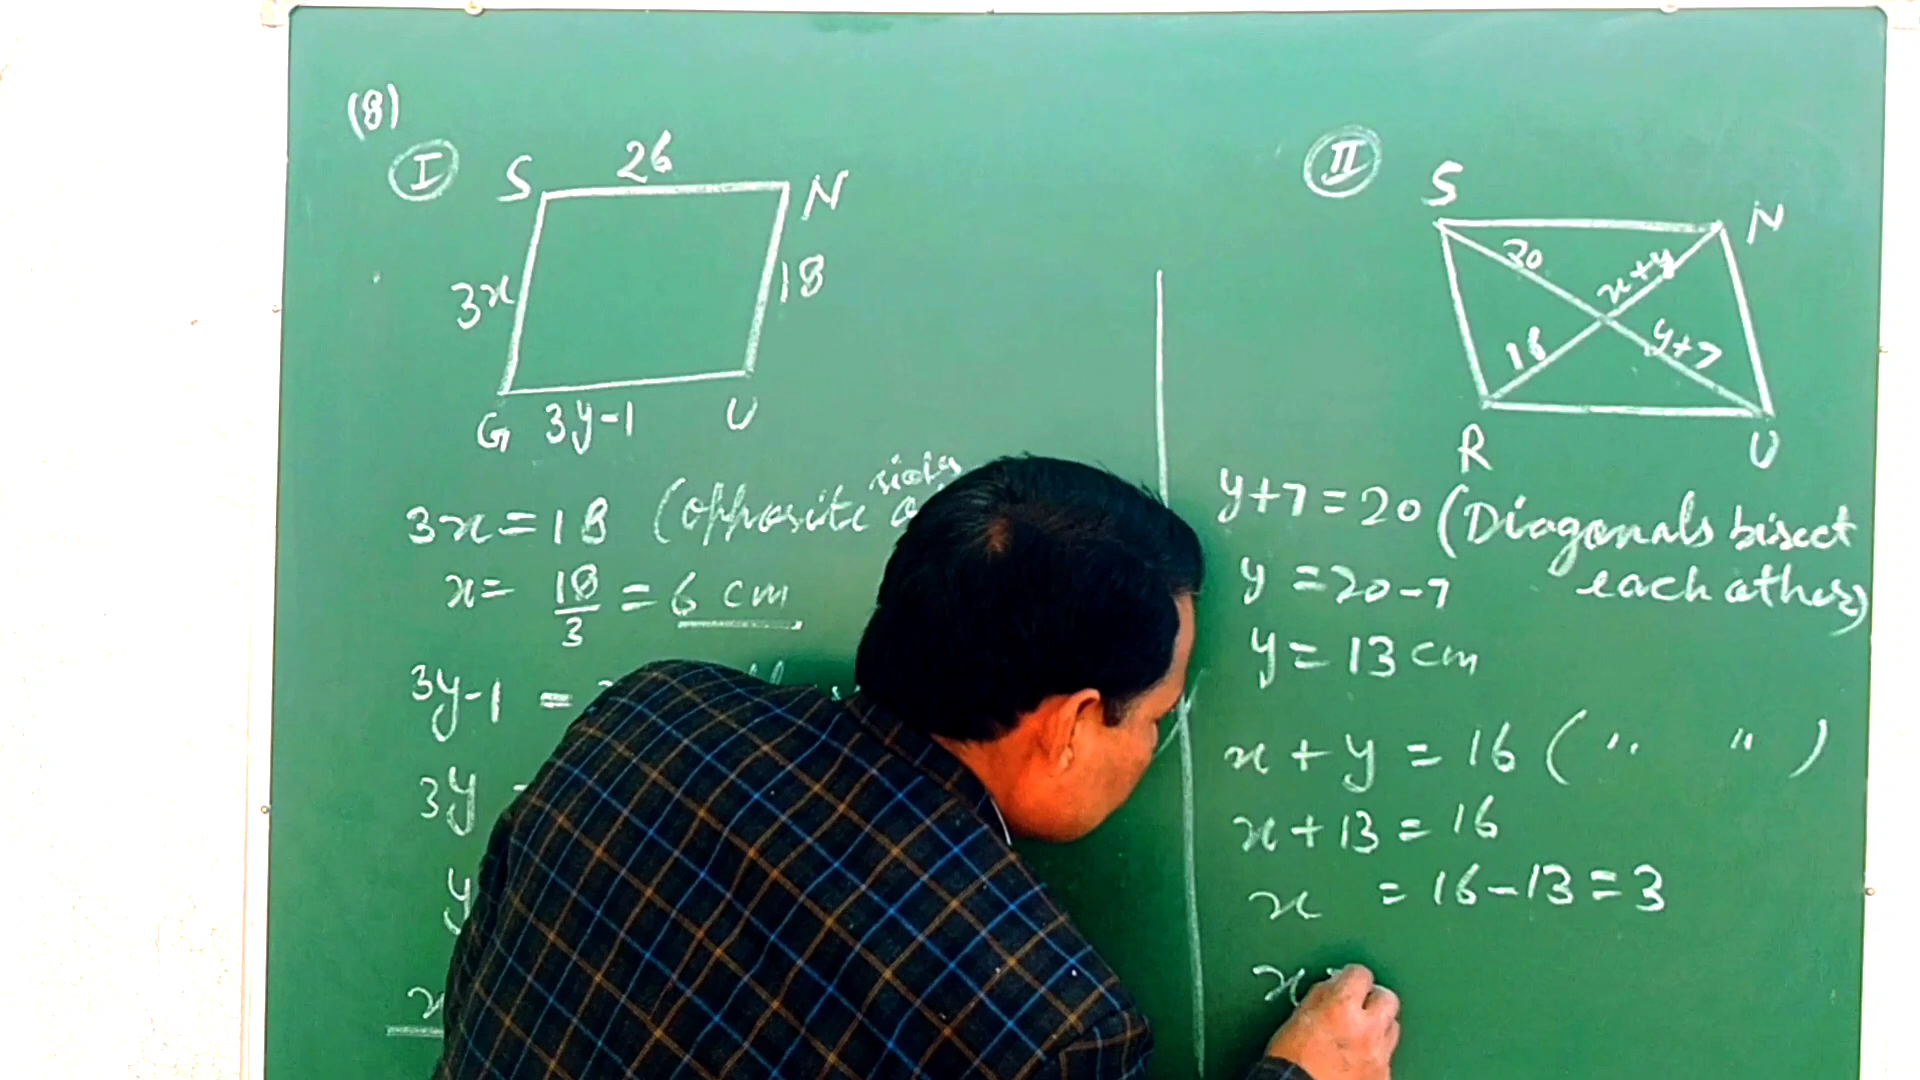 (8)
I
S 26 N
3x 18
G 3y-1 U
3x = 18 (opposite sides
x = 18/3 = 6 cm
3y-1 =
3y
y
x
II
S N
20 x+y
16 y+7
R U
y+7 = 20 (Diagonals bisect
each other)
y = 20-7
y = 13 cm
x + y = 16 ( " " )
x + 13 = 16
x = 16-13 = 3
x